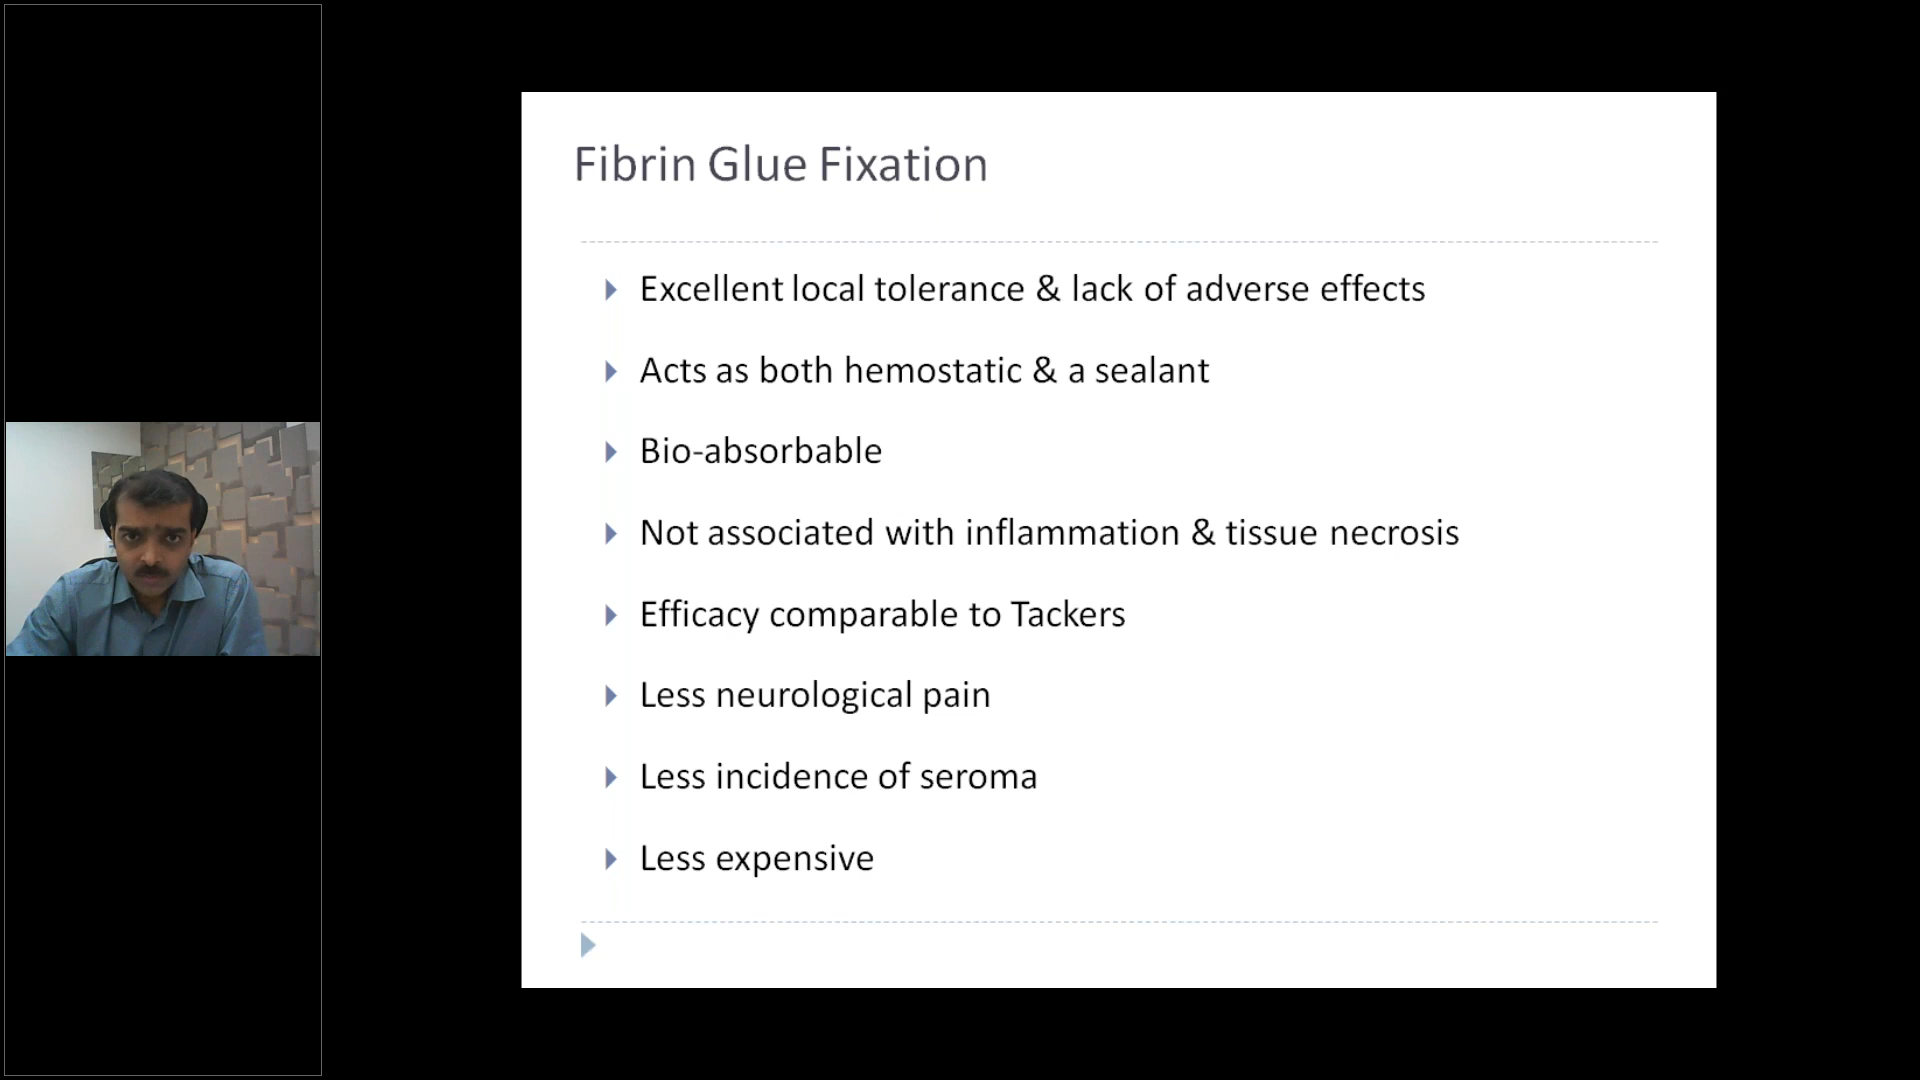 Fibrin Glue Fixation
Excellent local tolerance & lack of adverse effects
Acts as both hemostatic & a sealant
Bio-absorbable
Not associated with inflammation & tissue necrosis
Efficacy comparable to Tackers
Less neurological pain
Less incidence of seroma
Less expensive